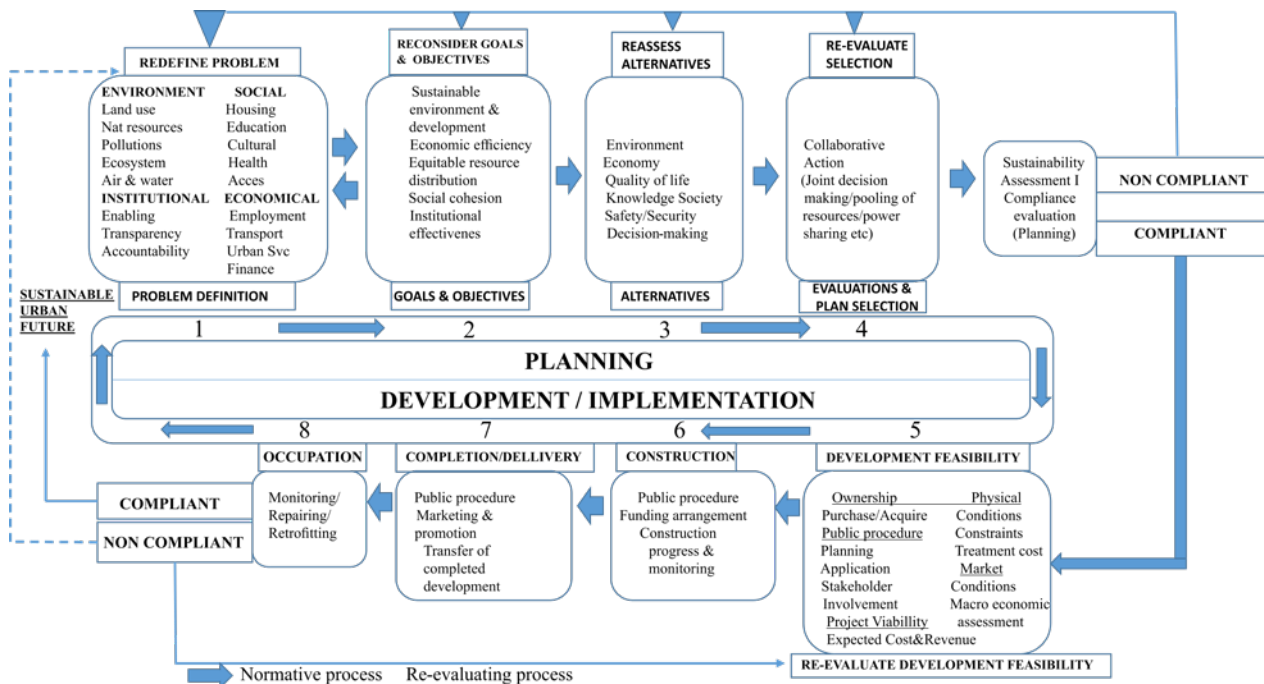 REDEFINE PROBLEM
ENVIRONMENT SOCIAL
Land use Housing
Nat resources Education
Pollutions Cultural
Ecosystem Health
Air & water Acces
INSTITUTIONAL ECONOMICAL
Enabling Employment
Transparency Transport
Accountability Urban Svc
Finance
PROBLEM DEFINITION
RECONSIDER GOALS
& OBJECTIVES
Sustainable
environment &
development
Economic efficiency
Equitable resource
distribution
Social cohesion
Institutional
effectivenes
GOALS & OBJECTIVES
REASSESS
ALTERNATIVES
Environment
Economy
Quality of life
Knowledge Society
Safety/Security
Decision-making
ALTERNATIVES
RE-EVALUATE
SELECTION
Collaborative
Action
(Joint decision
making/pooling of
resources/power
sharing etc)
EVALUATIONS &
PLAN SELECTION
Sustainability
Assessment I
Compliance
evaluation
(Planning)
NON COMPLIANT
COMPLIANT
SUSTAINABLE
URBAN
FUTURE
1 2 3 4
PLANNING
DEVELOPMENT / IMPLEMENTATION
8 7 6 5
OCCUPATION
Monitoring/
Repairing/
Retrofitting
COMPLIANT
NON COMPLIANT
COMPLETION/DELLIVERY
Public procedure
Marketing &
promotion
Transfer of
completed
development
CONSTRUCTION
Public procedure
Funding arrangement
Construction
progress &
monitoring
DEVELOPMENT FEASIBILITY
Ownership Physical
Purchase/Acquire Conditions
Public procedure Constraints
Planning Treatment cost
Application Market
Stakeholder Conditions
Involvement Macro economic
Project Viabillity assessment
Expected Cost&Revenue
RE-EVALUATE DEVELOPMENT FEASIBILITY
Normative process Re-evaluating process